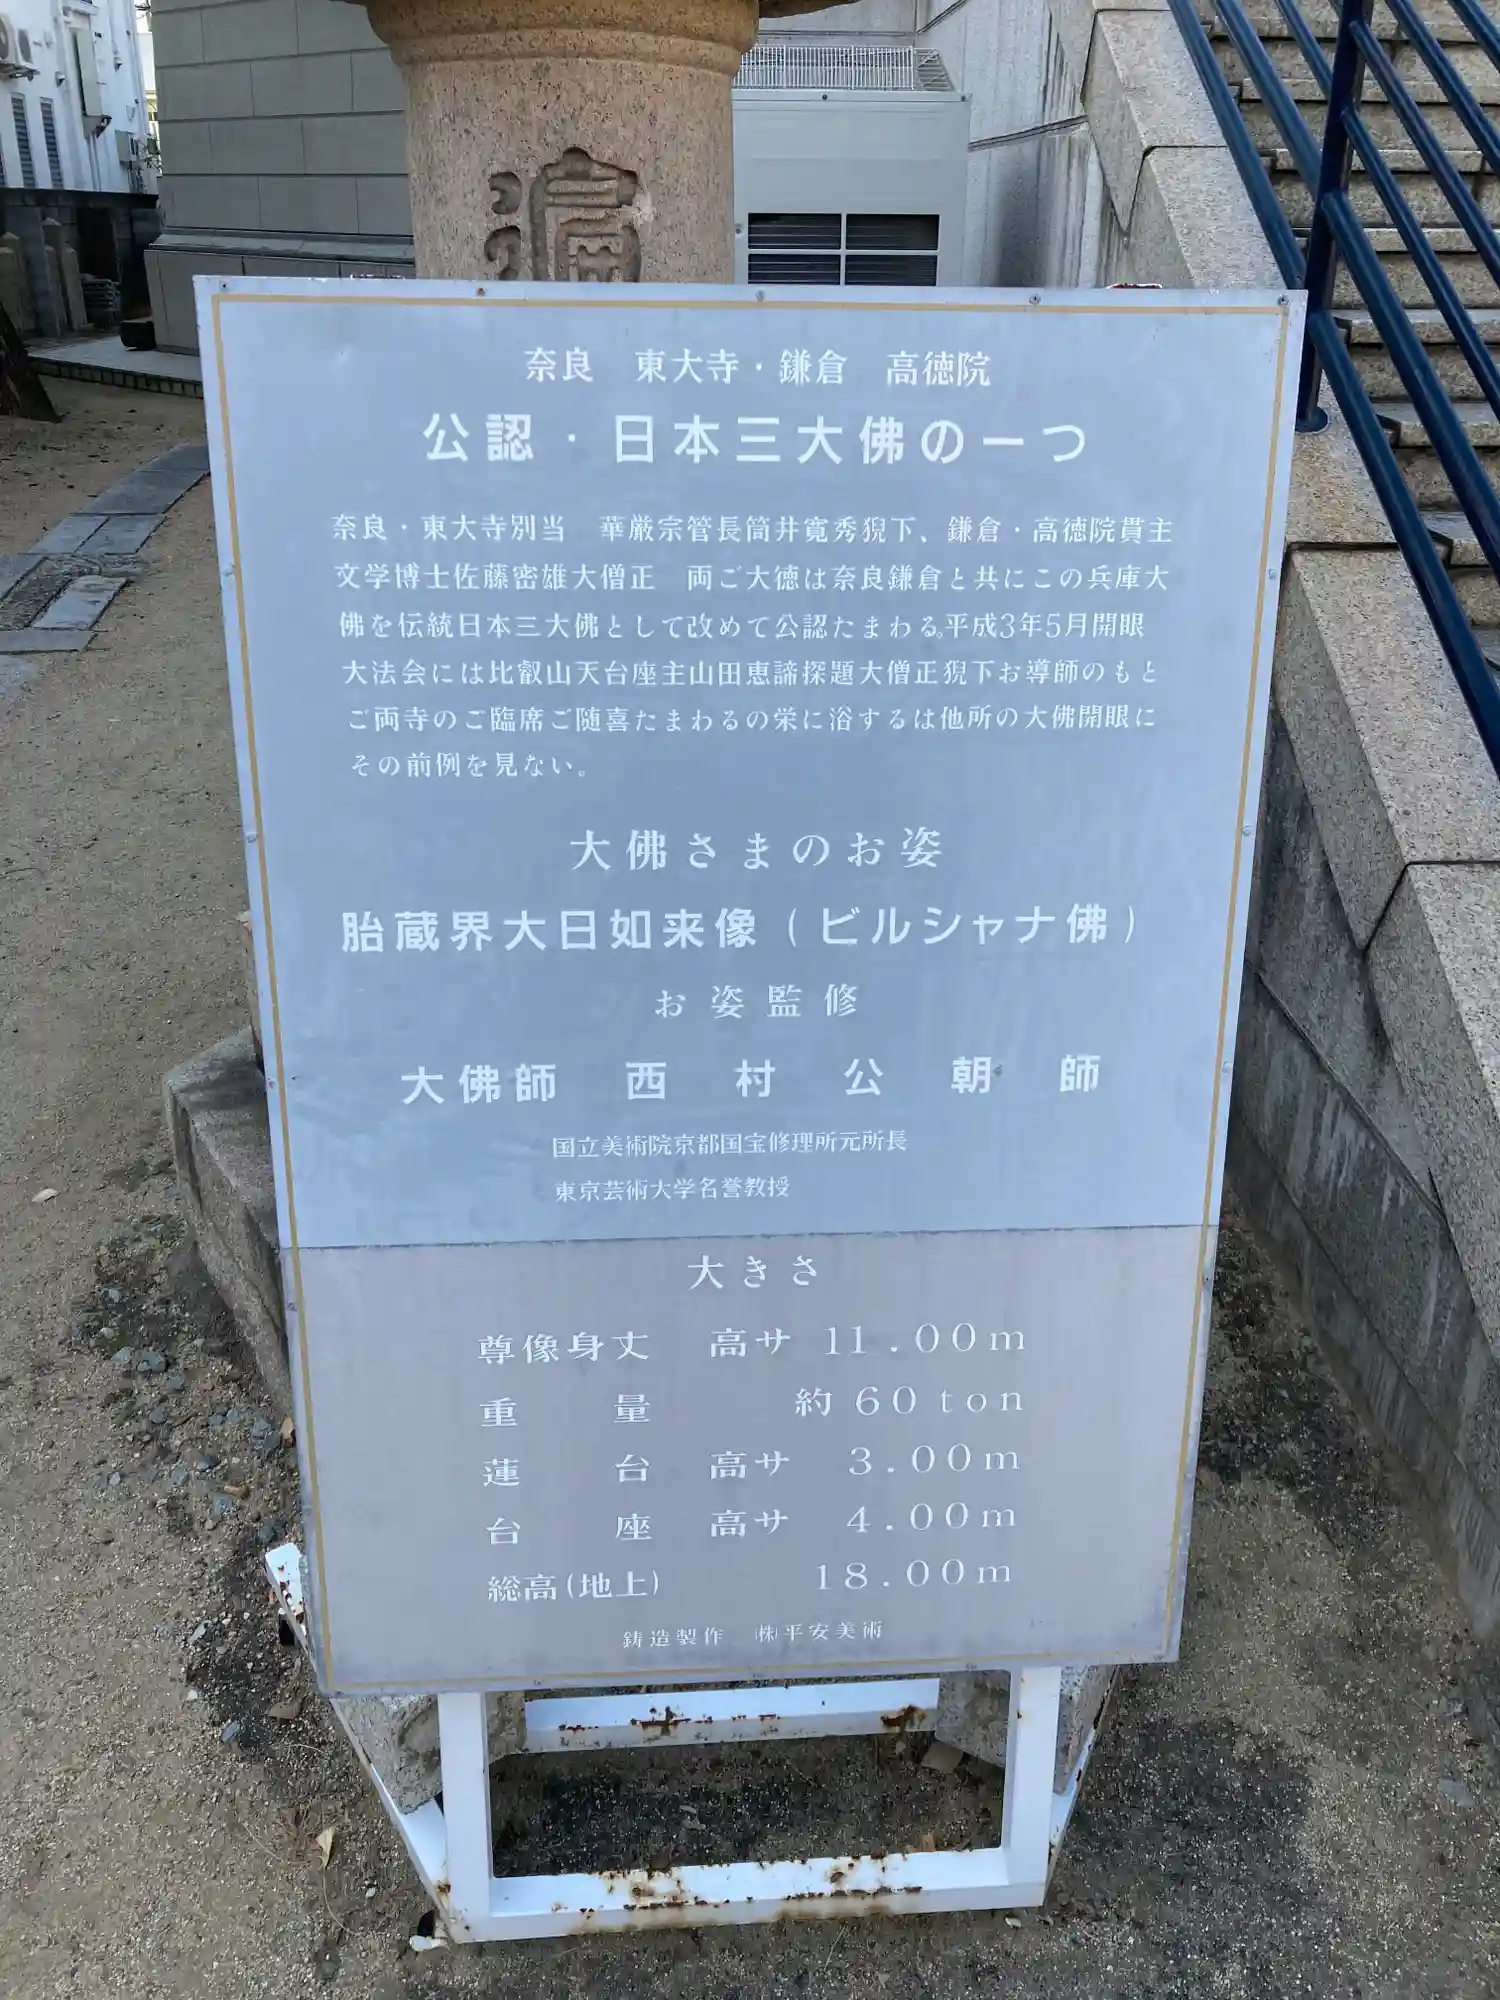 奈良　東大寺・鎌倉　高徳院
公認・日本三大佛の一つ
奈良・東大寺別当　華厳宗管長筒井寛秀猊下、鎌倉・高徳院貫主
文学博士佐藤密雄大僧正　両ご大徳は奈良鎌倉と共にこの兵庫大
佛を伝統日本三大佛として改めて公認たまわる。平成3年5月開眼
大法会には比叡山天台座主山田恵諦探題大僧正猊下お導師のもと
ご両寺のご臨席ご随喜たまわるの栄に浴するは他所の大佛開眼に
その前例を見ない。
大佛さまのお姿
胎蔵界大日如来像（ビルシャナ佛）
お姿監修
大佛師　西村公朝師
国立美術院京都国宝修理所元所長
東京芸術大学名誉教授
大きさ
尊像身丈　高サ 11.00m
重量　約 60 ton
蓮台　高サ 3.00m
台座　高サ 4.00m
総高(地上)　18.00m
鋳造製作　㈱平安美術